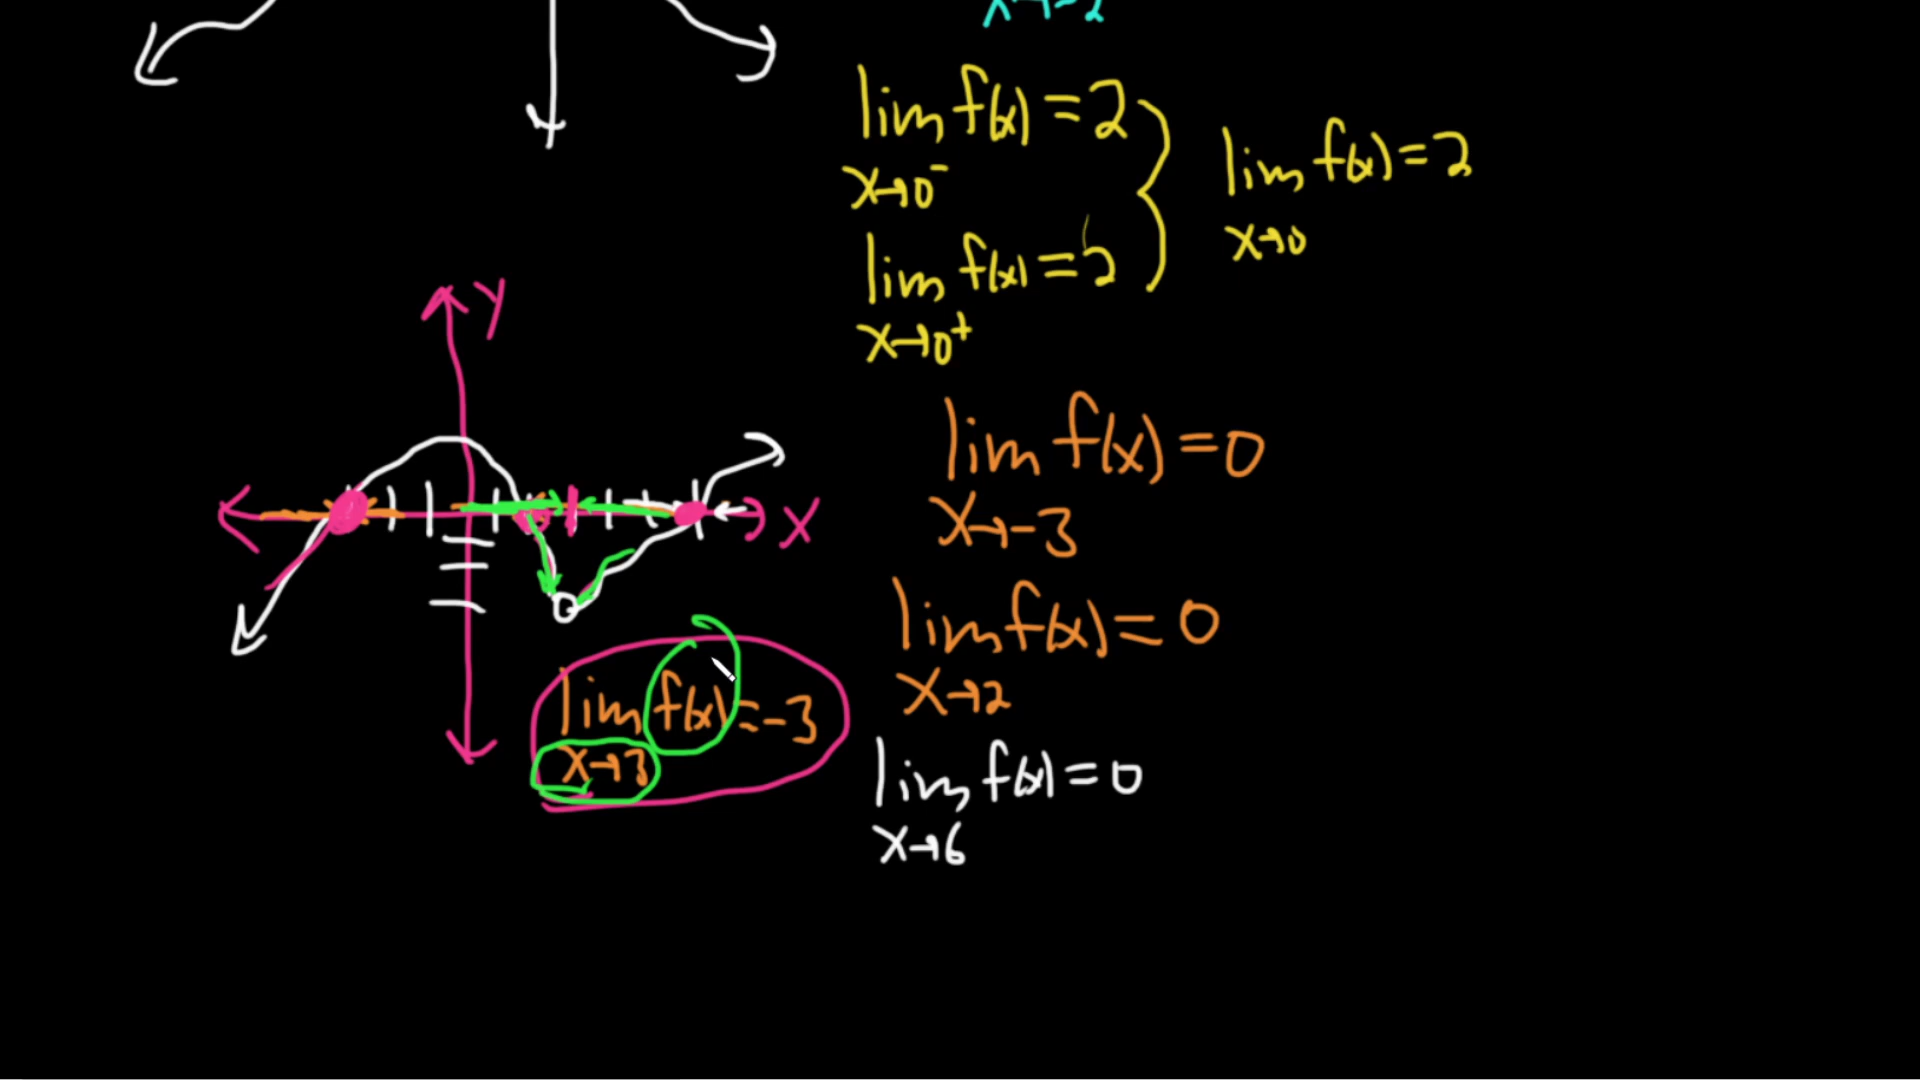 x→-2
lim f(x) = 2
x→0⁻
lim f(x) = 2
x→0⁺
lim f(x) = 2
x→0
y
x
lim f(x) = 0
x→-3
lim f(x) = 0
x→2
lim f(x) = -3
x→3
lim f(x) = 0
x→6